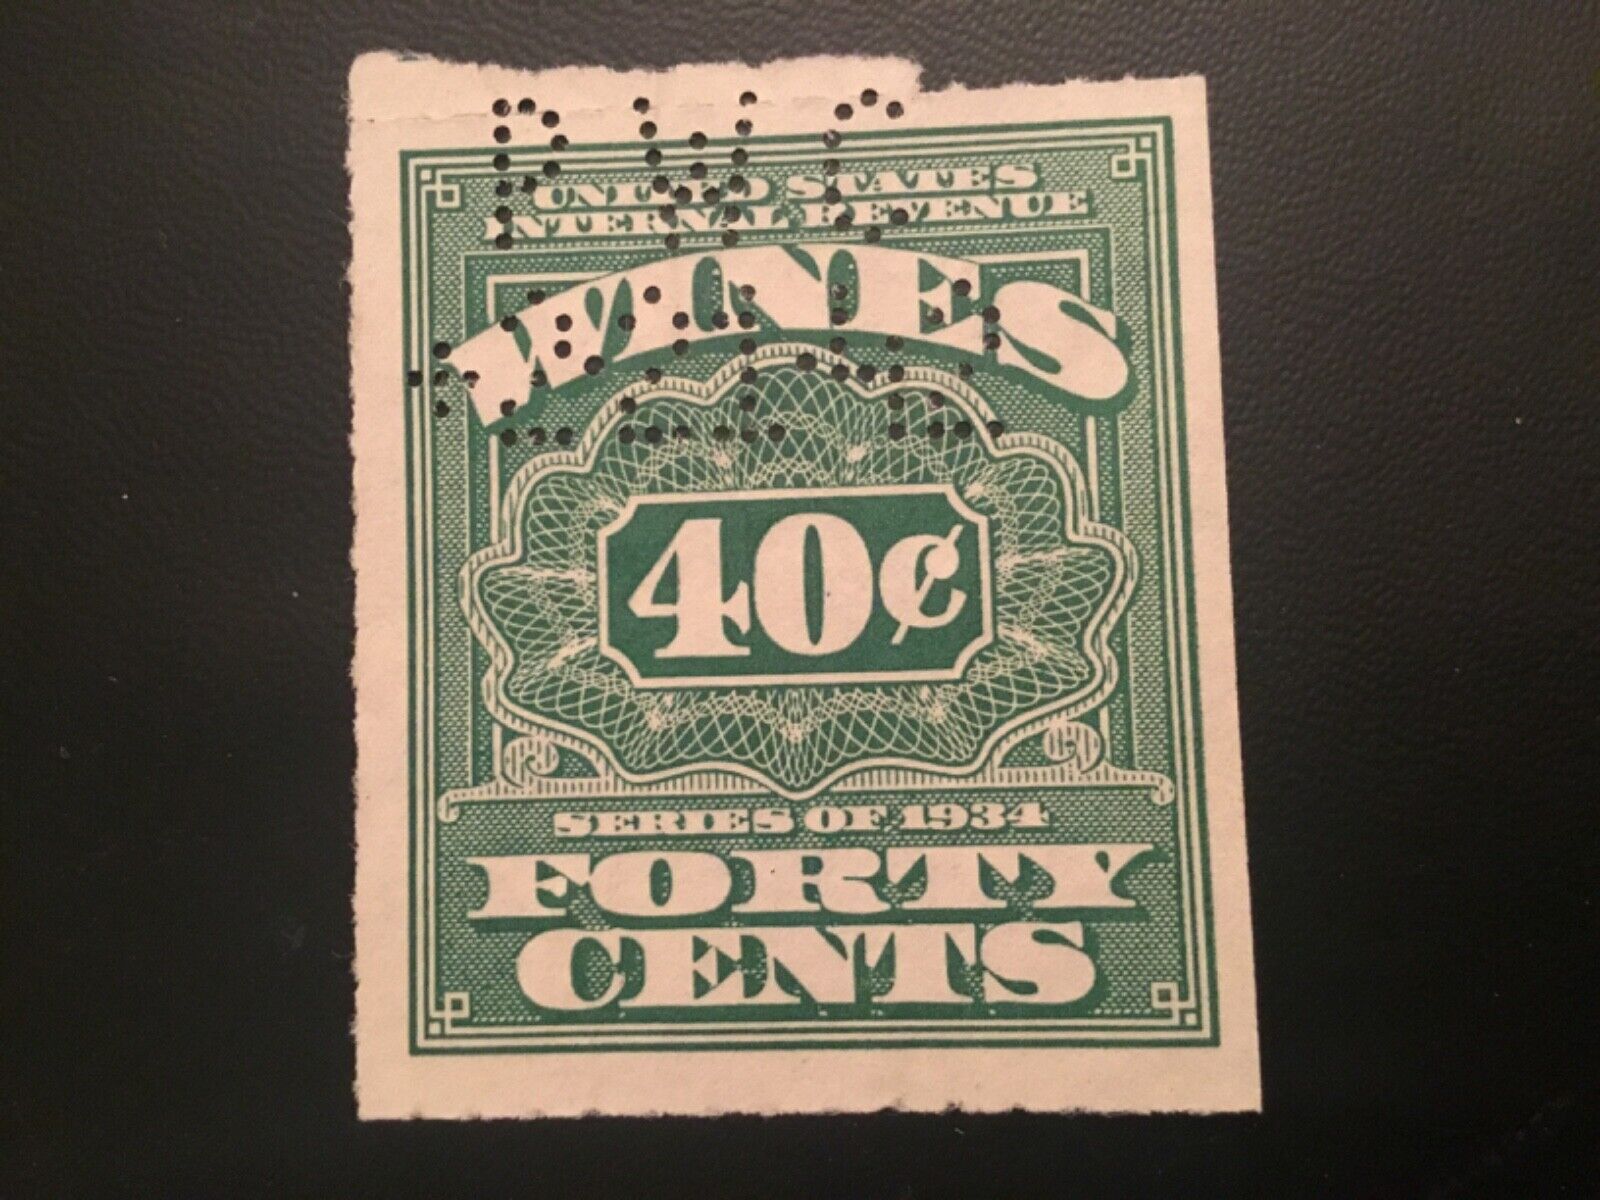 UNITED STATES
INTERNAL REVENUE
WINES
40¢
SERIES OF 1934
FORTY
CENTS